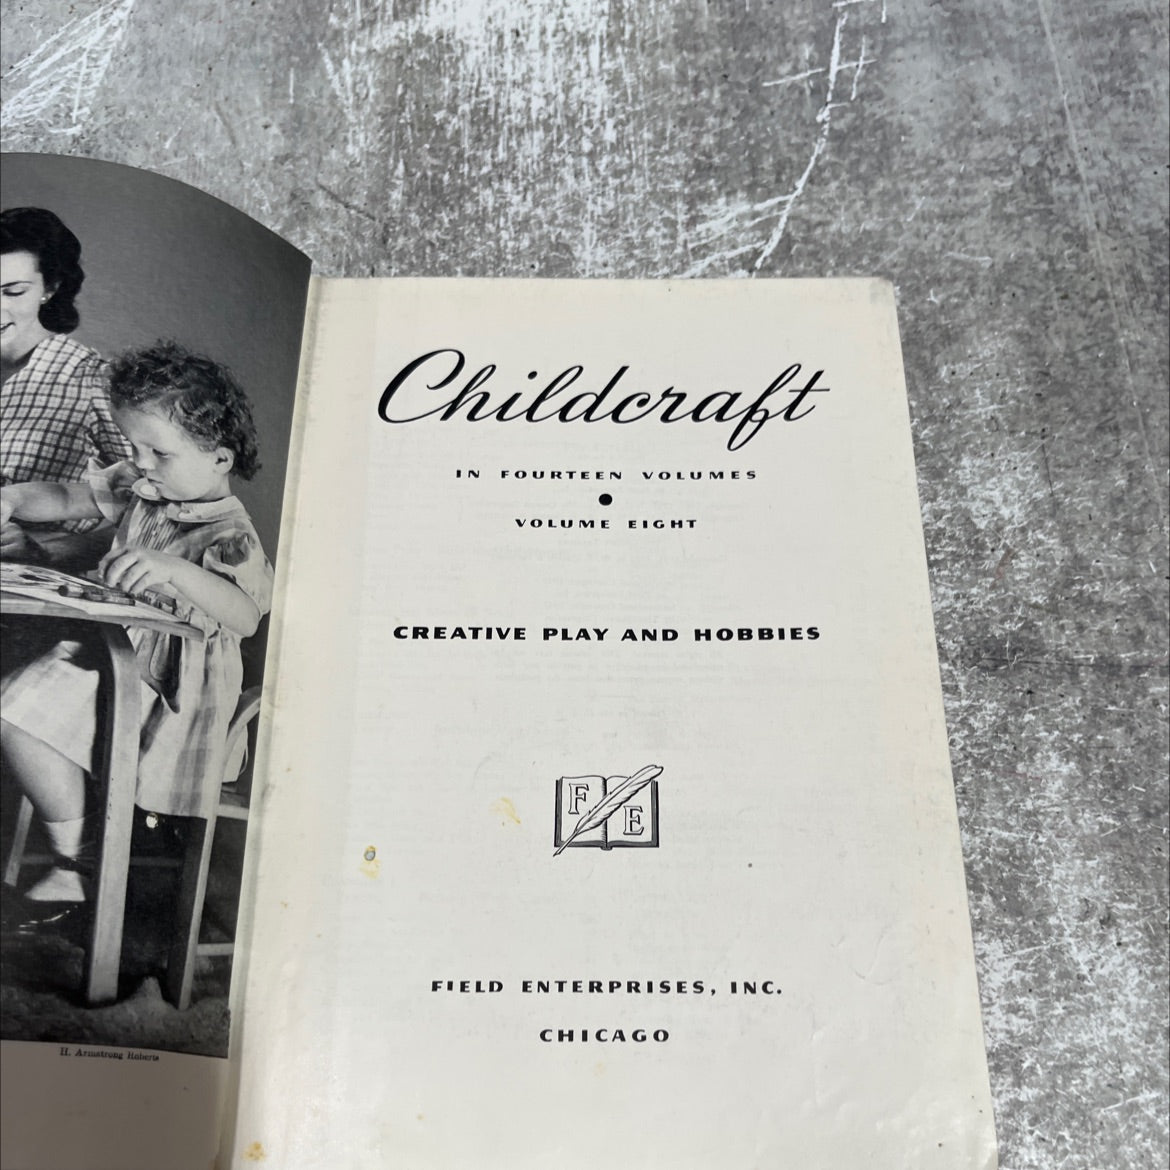 Childcraft
IN FOURTEEN VOLUMES
VOLUME EIGHT
CREATIVE PLAY AND HOBBIES
F
E
FIELD ENTERPRISES, INC.
CHICAGO
H. Armstrong Roberts